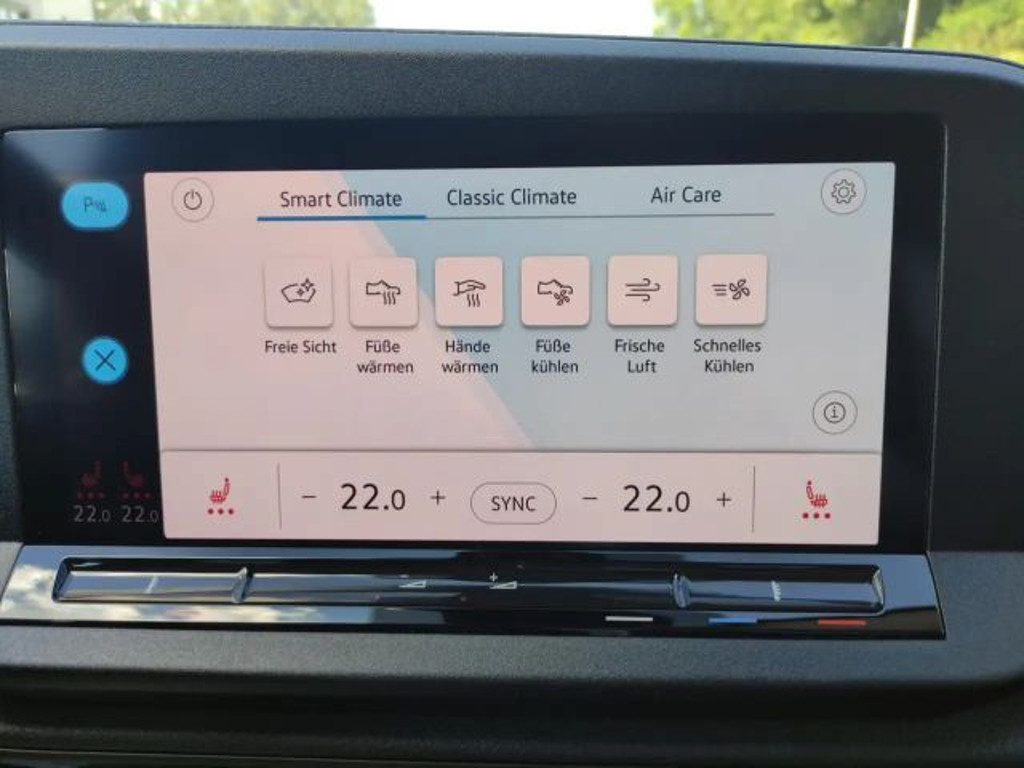 P
Smart Climate
Classic Climate
Air Care
Freie Sicht
Füße
wärmen
Hände
wärmen
Füße
kühlen
Frische
Luft
Schnelles
Kühlen
i
- 22.0 +
SYNC
- 22.0 +
22.0 22.0